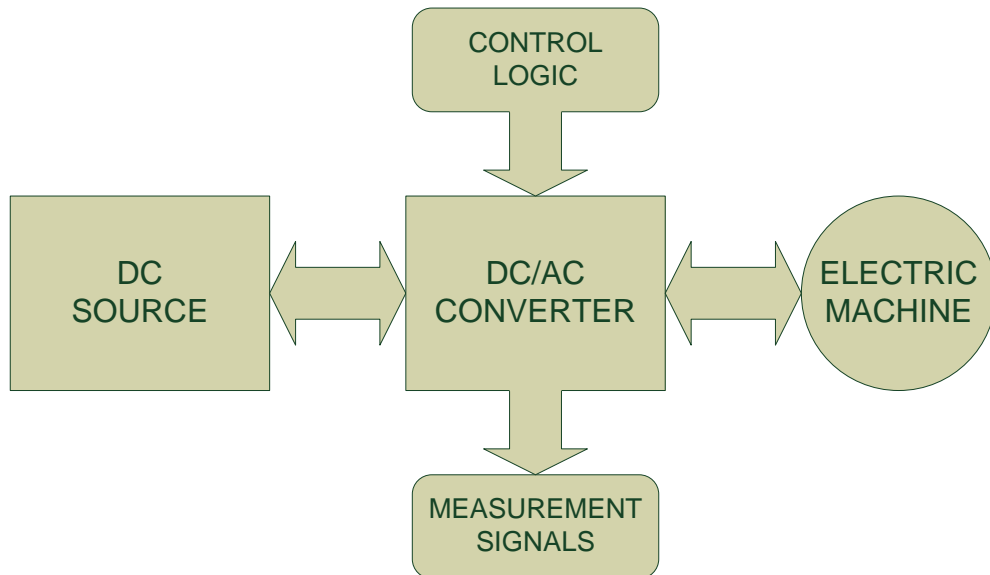 CONTROL
LOGIC
DC
SOURCE
DC/AC
CONVERTER
ELECTRIC
MACHINE
MEASUREMENT
SIGNALS